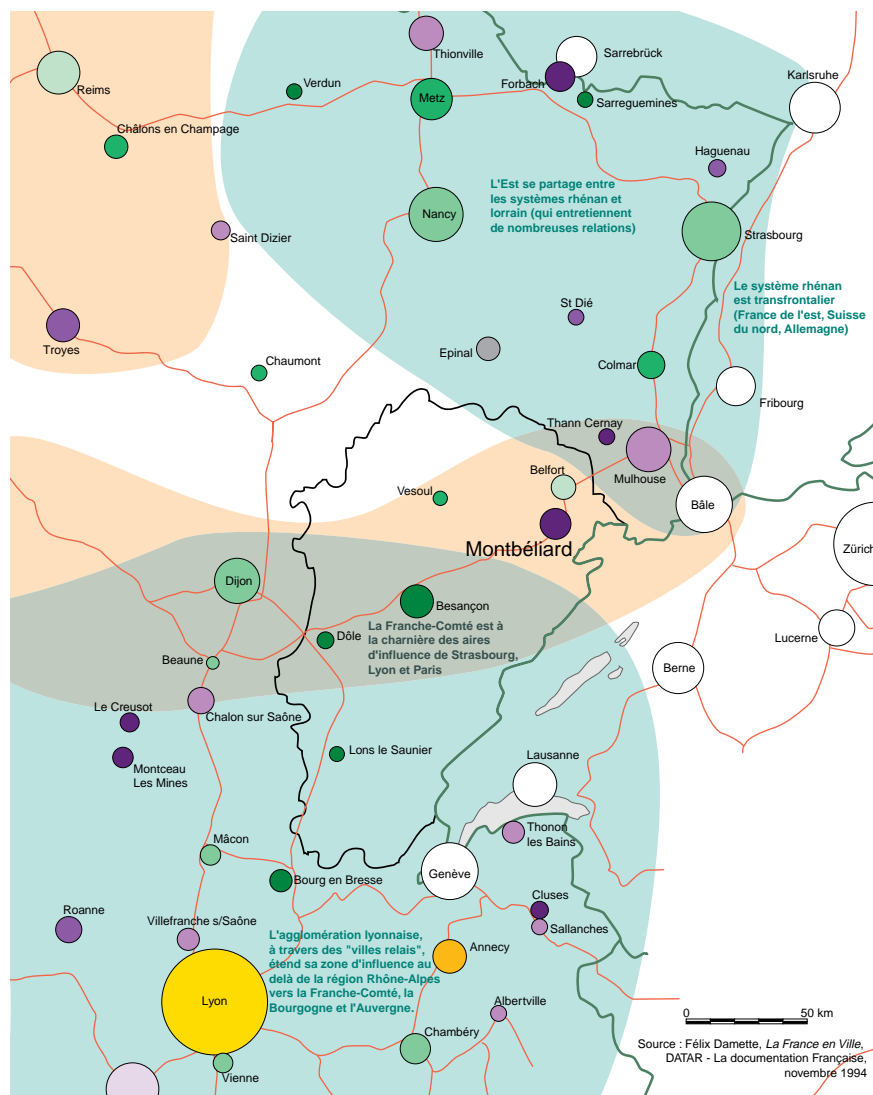 Thionville
Sarrebrück
Karlsruhe
Reims
Verdun
Forbach
Metz
Sarreguemines
Châlons en Champage
Haguenau
L'Est se partage entre
les systèmes rhénan et
lorrain (qui entretiennent
de nombreuses relations)
Nancy
Saint Dizier
Strasbourg
Le système rhénan
est transfrontalier
(France de l'est, Suisse
du nord, Allemagne)
St Dié
Troyes
Epinal
Chaumont
Colmar
Fribourg
Thann Cernay
Belfort
Mulhouse
Vesoul
Bâle
Montbéliard
Zürich
Dijon
Besançon
La Franche-Comté est à
la charnière des aires
d'influence de Strasbourg,
Lyon et Paris
Dôle
Lucerne
Beaune
Berne
Le Creusot
Chalon sur Saône
Lons le Saunier
Lausanne
Montceau
Les Mines
Thonon
les Bains
Mâcon
Genève
Bourg en Bresse
Cluses
Roanne
Villefranche s/Saône
Sallanches
L'agglomération lyonnaise,
à travers des "villes relais",
étend sa zone d'influence au
delà de la région Rhône-Alpes
vers la Franche-Comté, la
Bourgogne et l'Auvergne.
Annecy
Lyon
Albertville
0 50 km
Chambéry
Vienne
Source : Félix Damette, La France en Ville,
DATAR - La documentation Française,
novembre 1994